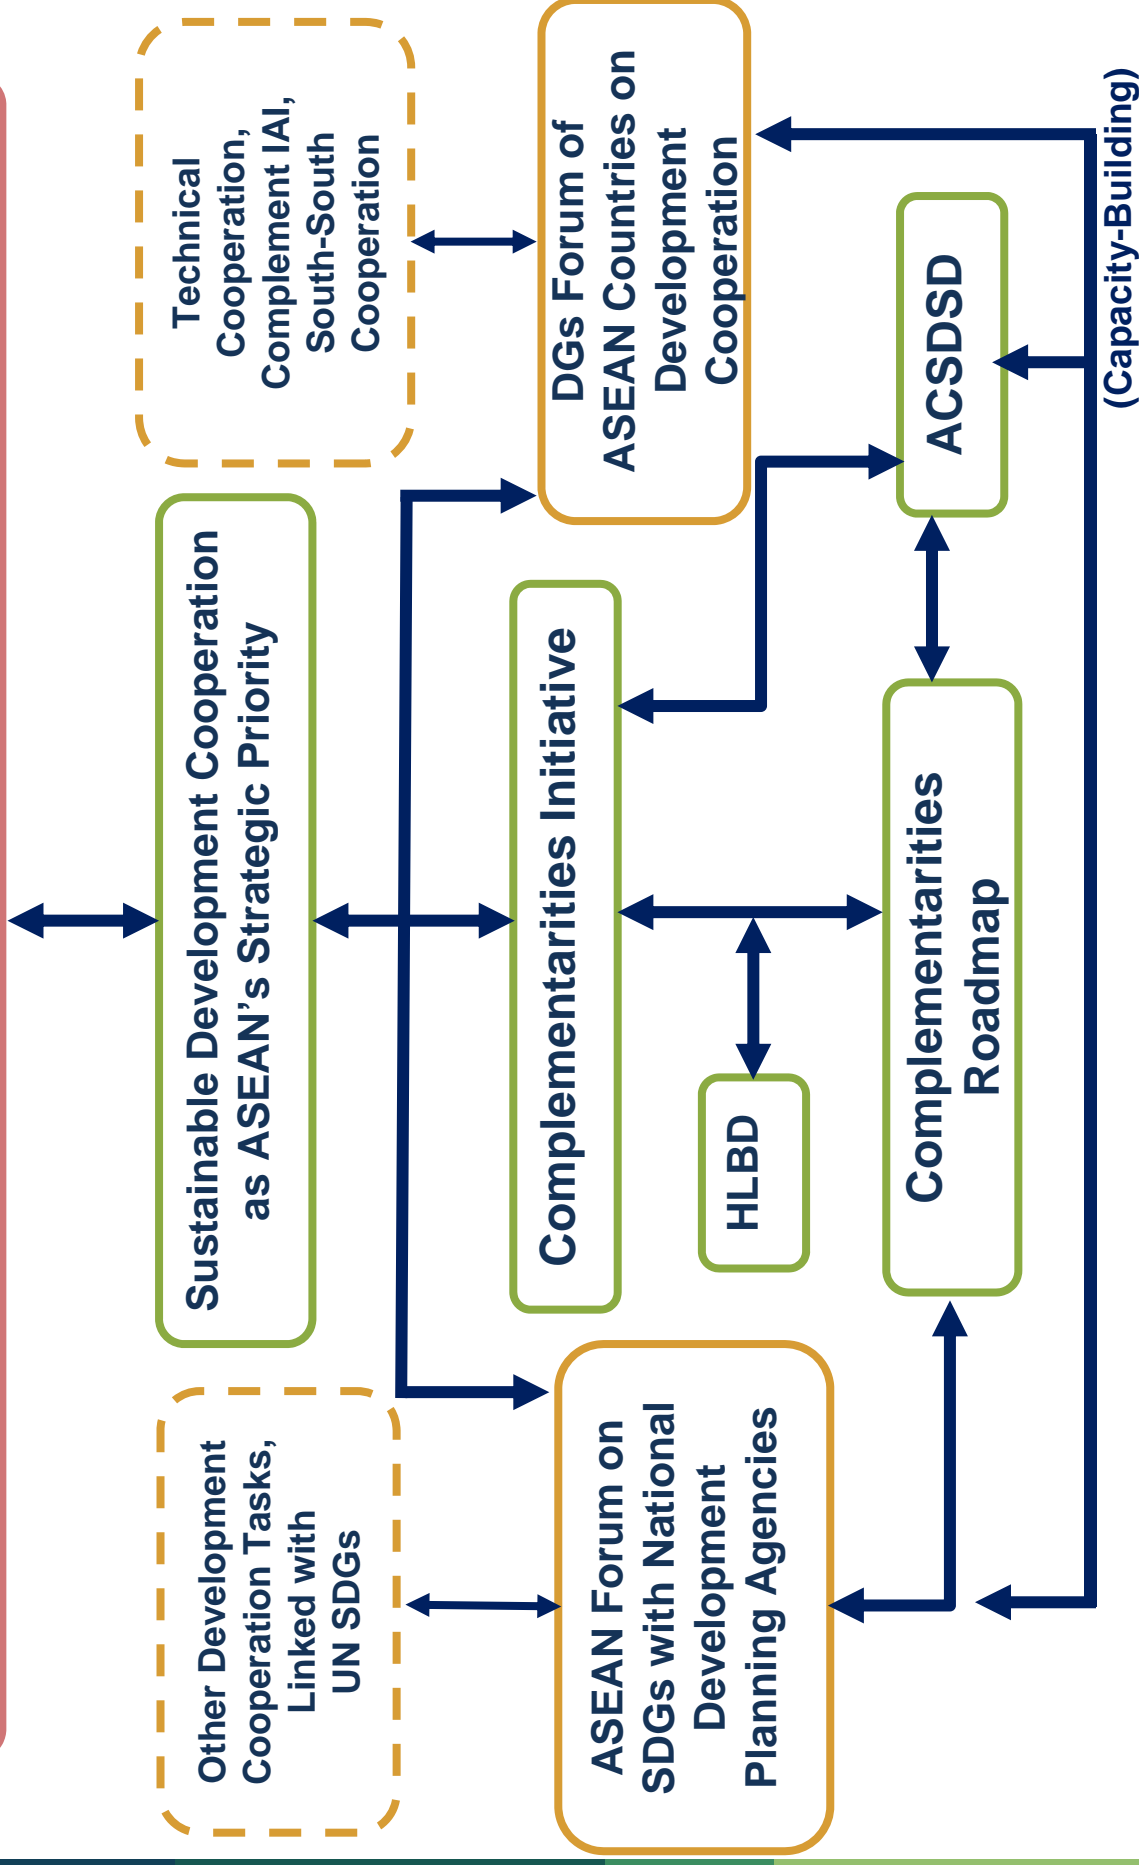 Sustainable Development Cooperation
as ASEAN’s Strategic Priority
Other Development
Cooperation Tasks,
Linked with
UN SDGs
Technical
Cooperation,
Complement IAI,
South-South
Cooperation
ASEAN Forum on
SDGs with National
Development
Planning Agencies
Complementarities Initiative
DGs Forum of
ASEAN Countries on
Development
Cooperation
HLBD
Complementarities
Roadmap
ACSDSD
(Capacity-Building)